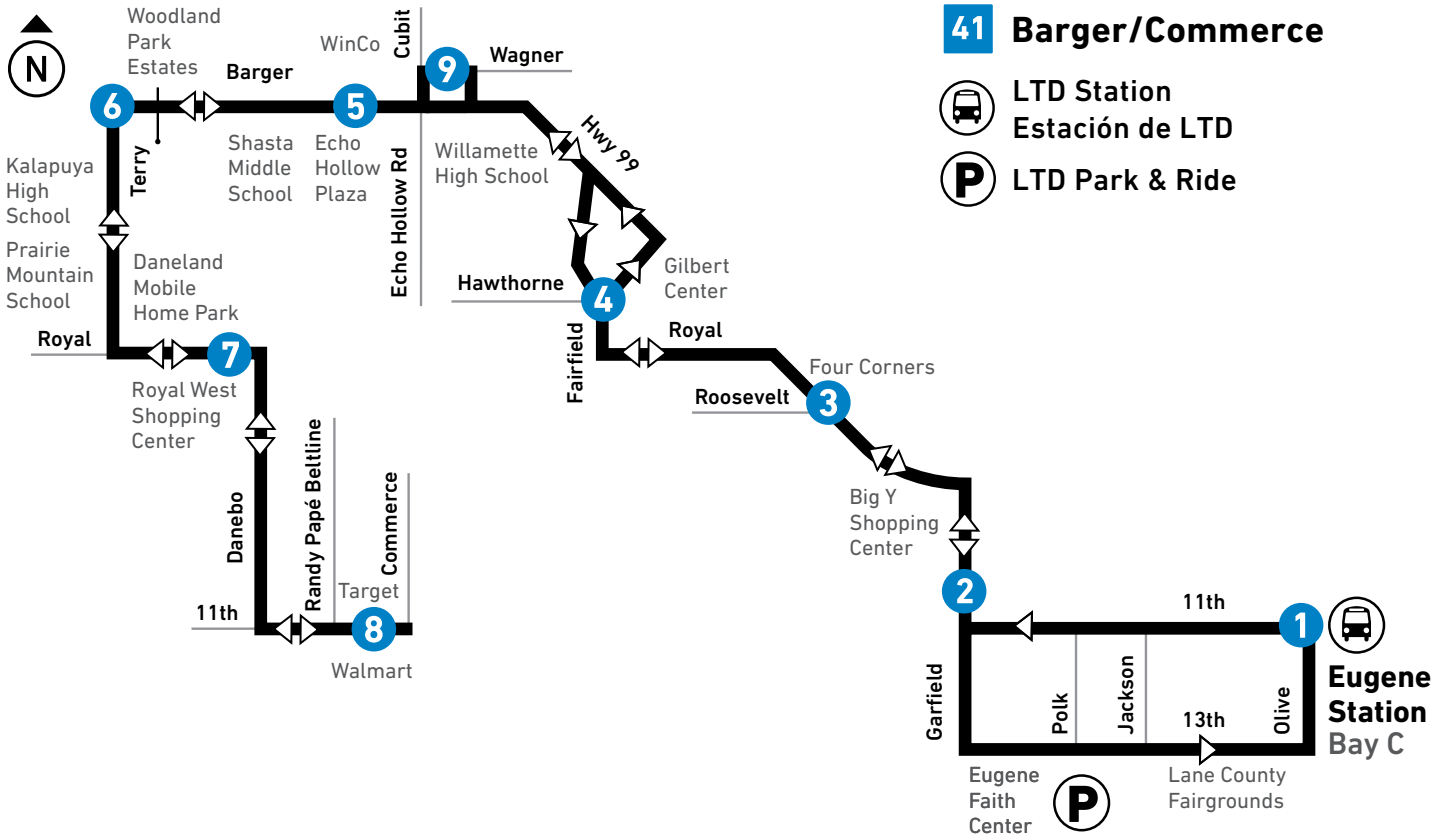 41 Barger/Commerce
LTD Station
Estación de LTD
P LTD Park & Ride
N
Woodland
Park
Estates
Barger
WinCo
Cubit
9
Wagner
6
5
Hwy 99
Terry
Shasta
Middle
School
Echo
Hollow
Plaza
Echo Hollow Rd
Willamette
High School
Kalapuya
High
School
Prairie
Mountain
School
Daneland
Mobile
Home Park
Hawthorne
4
Gilbert
Center
Royal
7
Fairfield
Royal
Four Corners
Roosevelt
3
Royal West
Shopping
Center
Danebo
Randy Papé Beltline
Commerce
Target
11th
8
Walmart
Big Y
Shopping
Center
2
11th
1
Garfield
Polk
Jackson
13th
Olive
Eugene
Station
Bay C
Eugene
Faith
Center
P
Lane County
Fairgrounds